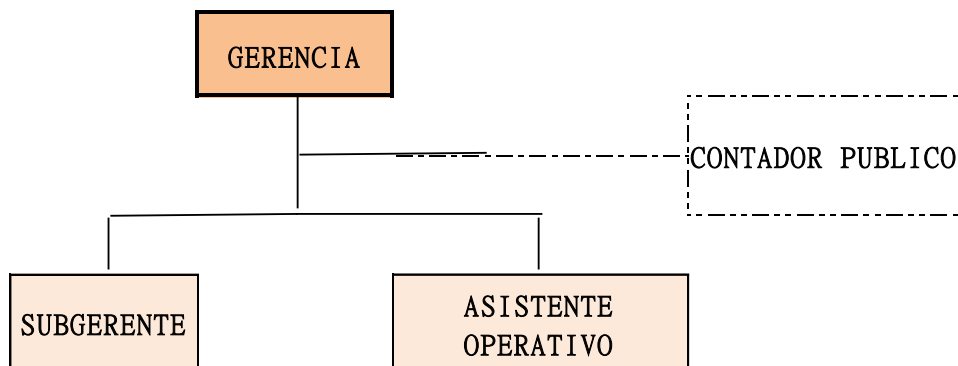 GERENCIA
CONTADOR PUBLICO
SUBGERENTE
ASISTENTE
OPERATIVO